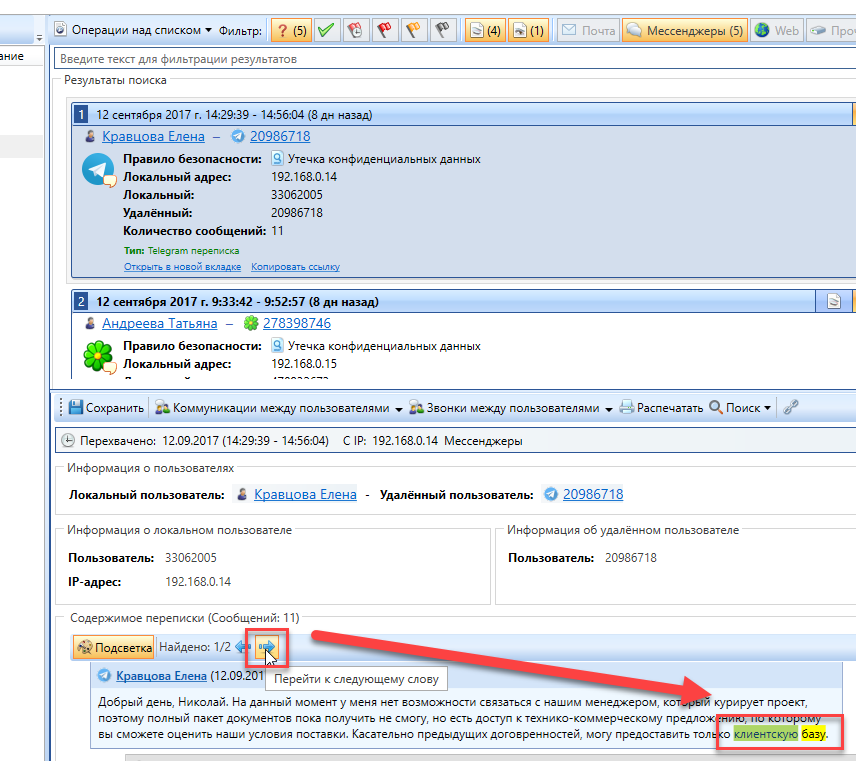 Операции над списком Фильтр: (5) (4) (1) Почта Мессенджеры (5) Web
ание
Введите текст для фильтрации результатов
Результаты поиска
1 12 сентября 2017 г. 14:29:39 - 14:56:04 (8 дн назад)
Кравцова Елена – 20986718
Правило безопасности: Утечка конфиденциальных данных
Локальный адрес: 192.168.0.14
Локальный: 33062005
Удалённый: 20986718
Количество сообщений: 11
Тип: Telegram переписка
Открыть в новой вкладке Копировать ссылку
2 12 сентября 2017 г. 9:33:42 - 9:52:57 (8 дн назад)
Андреева Татьяна – 278398746
Правило безопасности: Утечка конфиденциальных данных
Локальный адрес: 192.168.0.15
Сохранить Коммуникации между пользователями Звонки между пользователями Распечатать Поиск
Перехвачено: 12.09.2017 (14:29:39 - 14:56:04) С IP: 192.168.0.14 Мессенджеры
Информация о пользователях
Локальный пользователь: Кравцова Елена - Удалённый пользователь: 20986718
Информация о локальном пользователе
Пользователь: 33062005
IP-адрес: 192.168.0.14
Информация об удалённом пользователе
Пользователь: 20986718
Содержимое переписки (Сообщений: 11)
Подсветка Найдено: 1/2
Кравцова Елена (12.09.201
Перейти к следующему слову
Добрый день, Николай. На данный момент у меня нет возможности связаться с нашим менеджером, который курирует проект,
поэтому полный пакет документов пока получить не смогу, но есть доступ к технико-коммерческому предложению, по которому
вы сможете оценить наши условия поставки. Касательно предыдущих договренностей, могу предоставить только клиентскую базу.